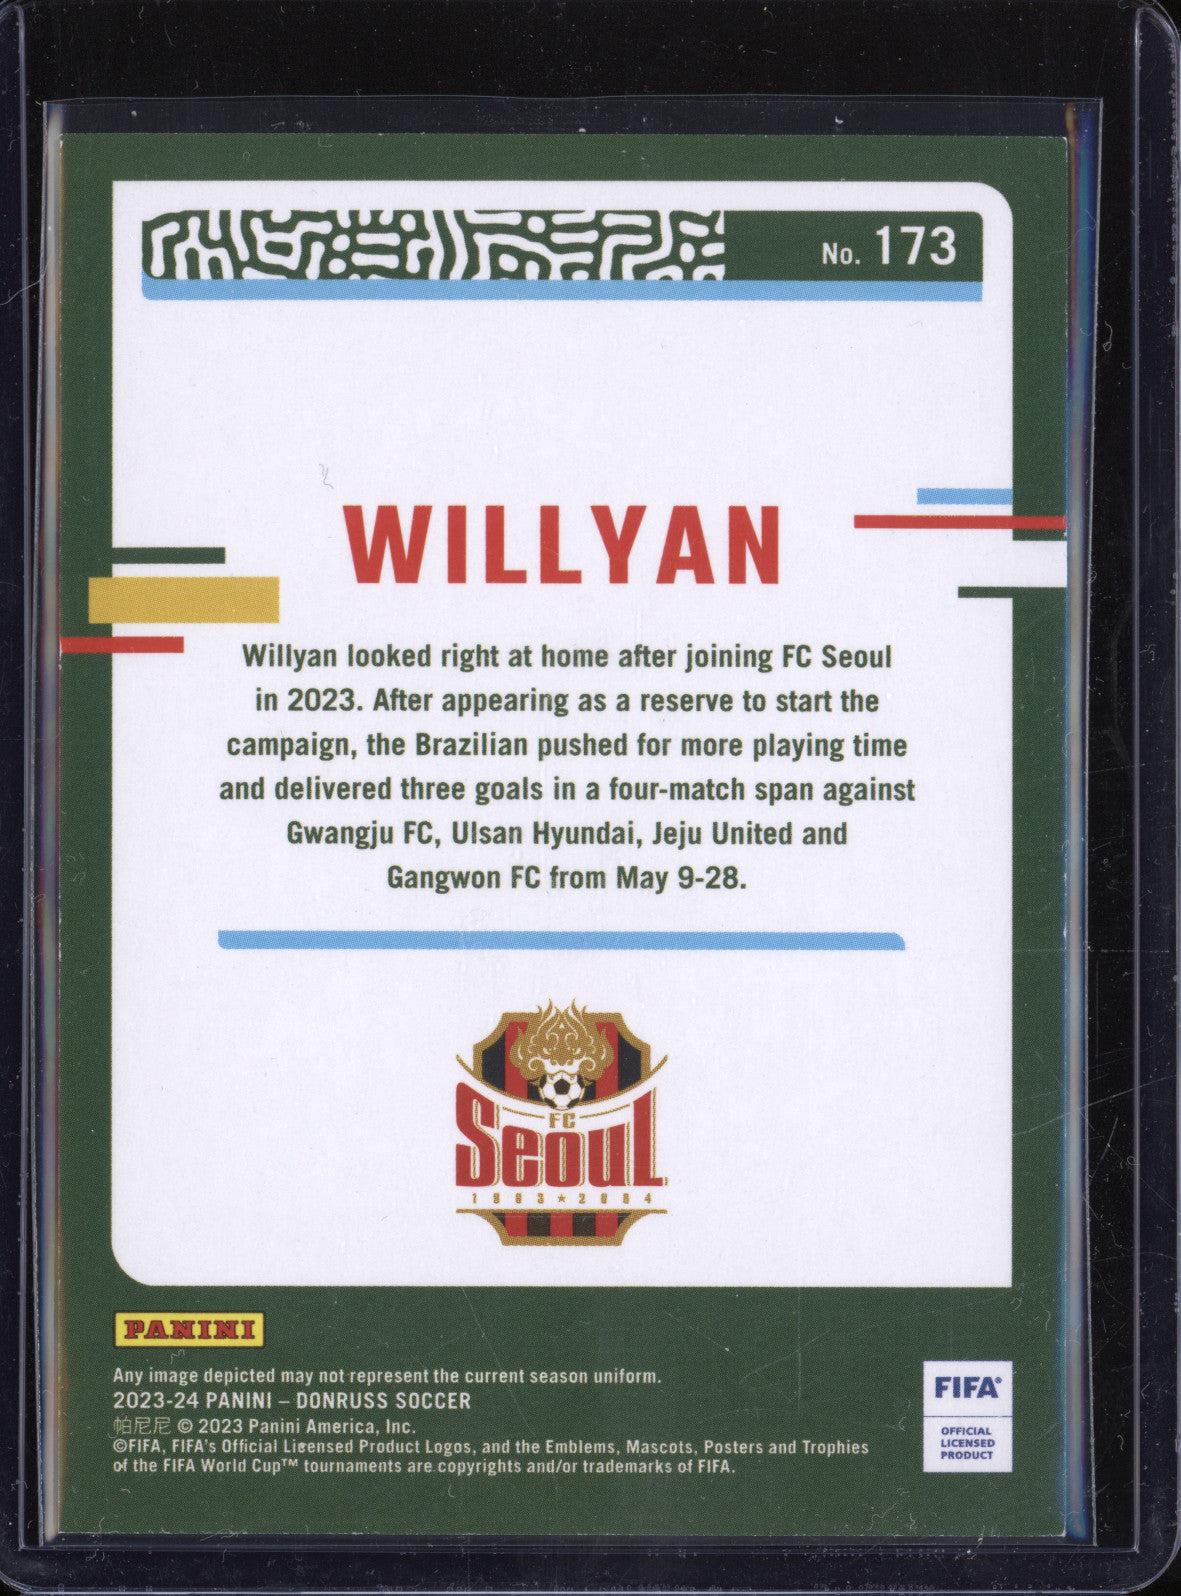 No. 173
WILLYAN
Willyan looked right at home after joining FC Seoul
in 2023. After appearing as a reserve to start the
campaign, the Brazilian pushed for more playing time
and delivered three goals in a four-match span against
Gwangju FC, Ulsan Hyundai, Jeju United and
Gangwon FC from May 9-28.
FC
Seoul
1983★2004
PANINI
Any image depicted may not represent the current season uniform.
2023-24 PANINI – DONRUSS SOCCER
帕尼尼 © 2023 Panini America, Inc.
©FIFA, FIFA's Official Licensed Product Logos, and the Emblems, Mascots, Posters and Trophies
of the FIFA World Cup™ tournaments are copyrights and/or trademarks of FIFA.
FIFA®
OFFICIAL
LICENSED
PRODUCT